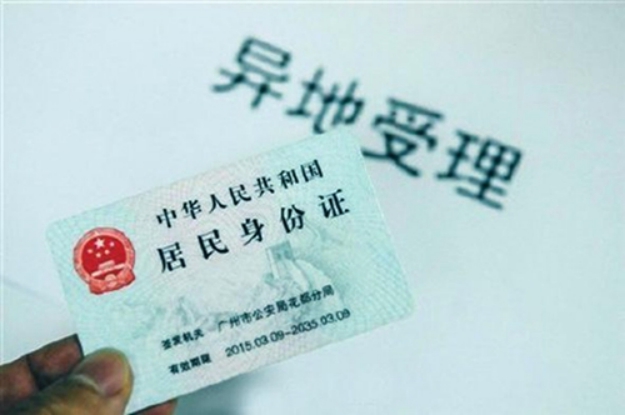 异地受理
中华人民共和国
居民身份证
签发机关 广州市公安局花都分局
有效期限 2015.03.09-2035.03.09